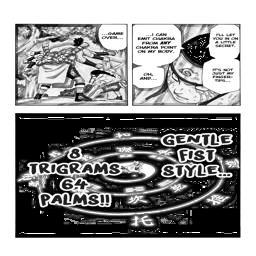 ...GAME
OVER...
I'LL LET
YOU IN ON
A LITTLE
SECRET.
IT'S NOT
JUST MY
FINGER-
TIPS...
...I CAN
EMIT CHAKRA
FROM ANY
CHAKRA POINT
ON MY BODY.
OH,
AND...
GENTLE
FIST
STYLE...
8
TRIGRAMS
64
PALMS!!